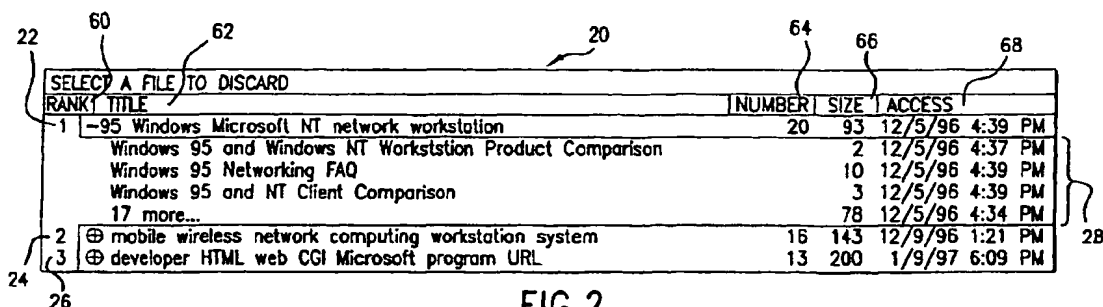 22 60 62 20 64 66 68
SELECT A FILE TO DISCARD
RANK TITLE NUMBER SIZE ACCESS
1 -95 Windows Microsoft NT network workstation 20 93 12/5/96 4:39 PM
Windows 95 and Windows NT Workststion Product Comparison 2 12/5/96 4:37 PM
Windows 95 Networking FAQ 10 12/5/96 4:39 PM
Windows 95 and NT Client Comparison 3 12/5/96 4:39 PM
17 more... 78 12/5/96 4:34 PM
28
2 ⊕ mobile wireless network computing workstation system 16 143 12/9/96 1:21 PM
24
3 ⊕ developer HTML web CGI Microsoft program URL 13 200 1/9/97 6:09 PM
26
FIG.2